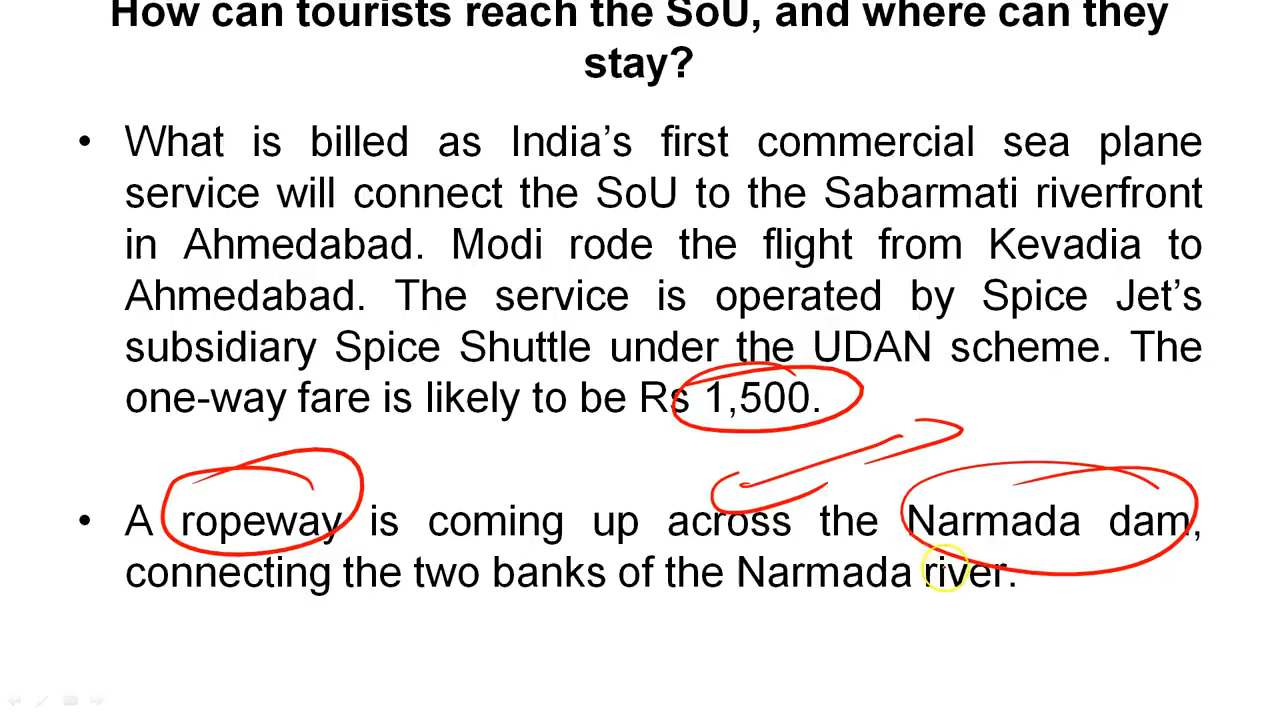 How can tourists reach the SoU, and where can they
stay?
• What is billed as India’s first commercial sea plane
service will connect the SoU to the Sabarmati riverfront
in Ahmedabad. Modi rode the flight from Kevadia to
Ahmedabad. The service is operated by Spice Jet’s
subsidiary Spice Shuttle under the UDAN scheme. The
one-way fare is likely to be Rs 1,500.
• A ropeway is coming up across the Narmada dam,
connecting the two banks of the Narmada river.